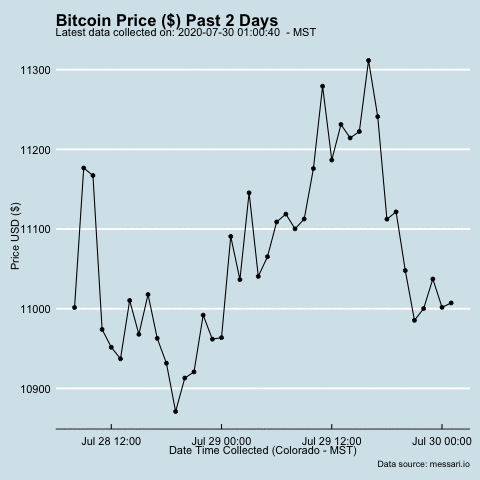 Bitcoin Price ($) Past 2 Days
Latest data collected on: 2020-07-30 01:00:40  - MST
11300
11200
11100
11000
10900
Price USD ($)
Jul 28 12:00 Jul 29 00:00 Jul 29 12:00 Jul 30 00:00
Date Time Collected (Colorado - MST)
Data source: messari.io